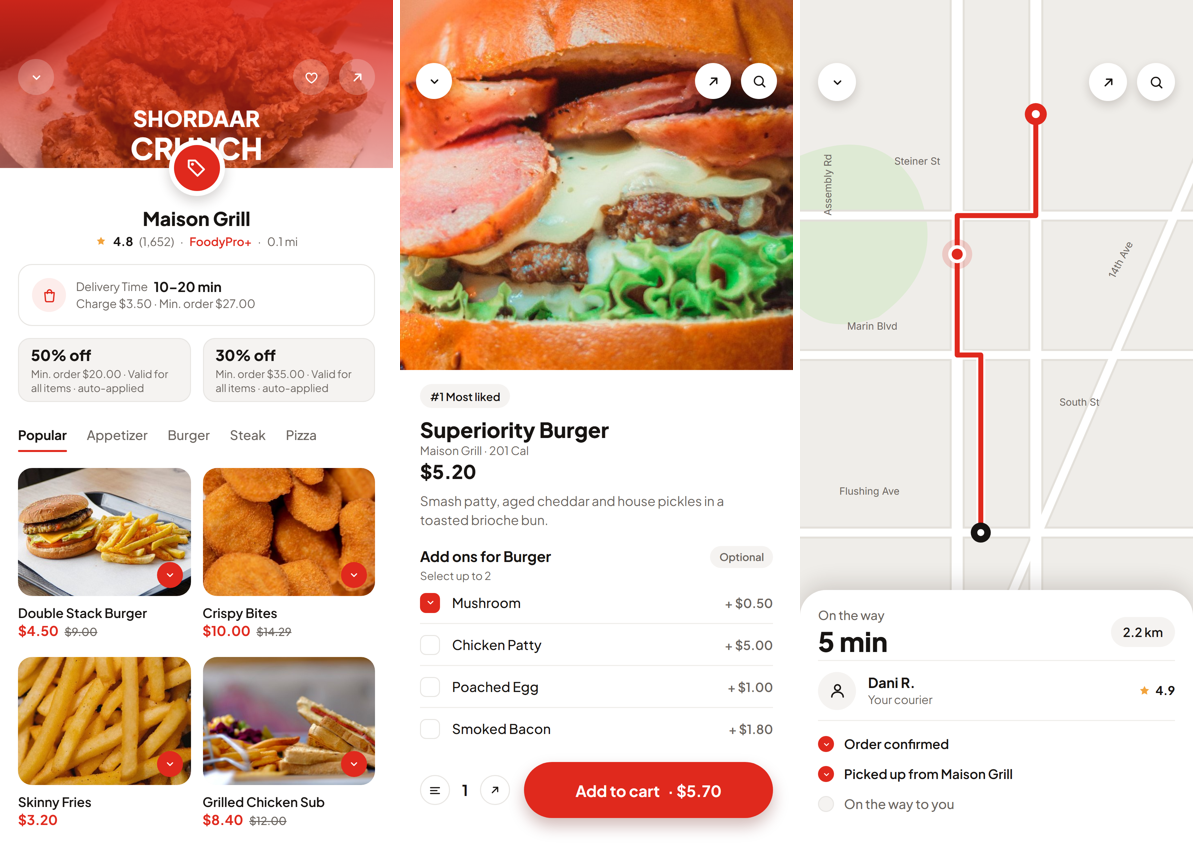 SHORDAAR
CRUNCH
Maison Grill
4.8 (1,652) · FoodyPro+ · 0.1 mi
Delivery Time 10–20 min
Charge $3.50 · Min. order $27.00
50% off
Min. order $20.00 · Valid for
all items · auto-applied
30% off
Min. order $35.00 · Valid for
all items · auto-applied
Popular Appetizer Burger Steak Pizza
Double Stack Burger
$4.50 $9.00
Crispy Bites
$10.00 $14.29
Skinny Fries
$3.20
Grilled Chicken Sub
$8.40 $12.00
#1 Most liked
Superiority Burger
Maison Grill · 201 Cal
$5.20
Smash patty, aged cheddar and house pickles in a
toasted brioche bun.
Add ons for Burger
Optional
Select up to 2
Mushroom + $0.50
Chicken Patty + $5.00
Poached Egg + $1.00
Smoked Bacon + $1.80
1
Add to cart · $5.70
Assembly Rd
Steiner St
14th Ave
Marin Blvd
South St
Flushing Ave
On the way
5 min
2.2 km
Dani R.
Your courier
4.9
Order confirmed
Picked up from Maison Grill
On the way to you